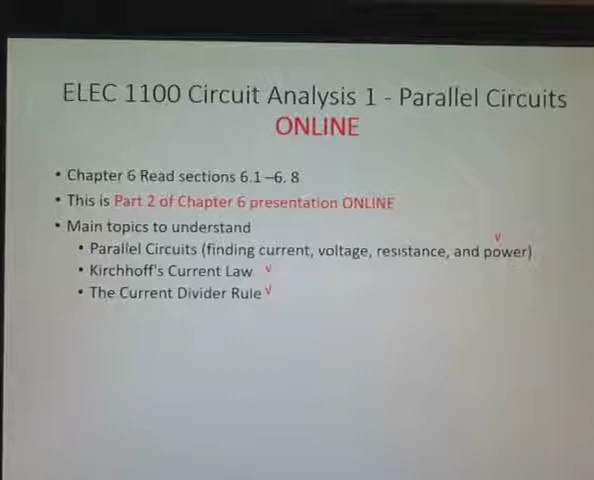 ELEC 1100 Circuit Analysis 1 - Parallel Circuits
ONLINE
• Chapter 6 Read sections 6.1–6. 8
• This is Part 2 of Chapter 6 presentation ONLINE
• Main topics to understand
• Parallel Circuits (finding current, voltage, resistance, and power) √
• Kirchhoff's Current Law √
• The Current Divider Rule √